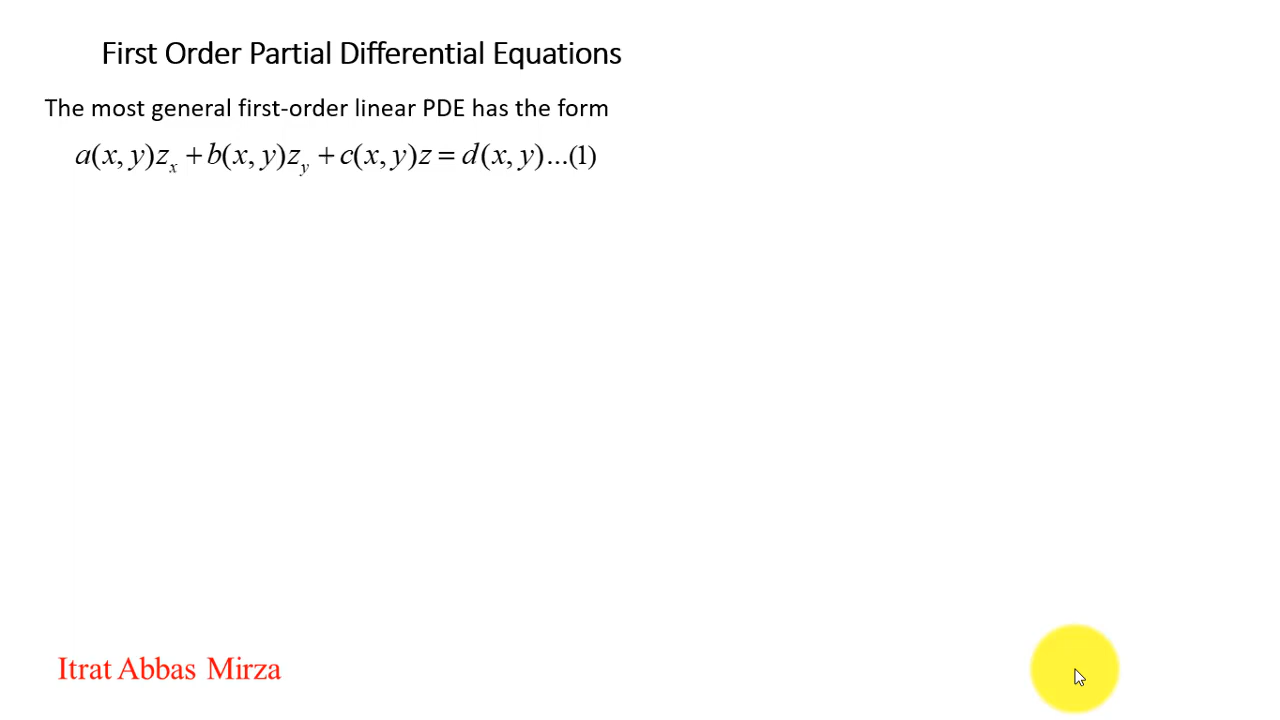 First Order Partial Differential Equations
The most general first-order linear PDE has the form
a(x, y)z_x + b(x, y)z_y + c(x, y)z = d(x, y)...(1)
Itrat Abbas Mirza